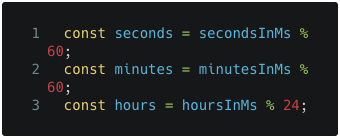 1 const seconds = secondsInMs %
60;
2 const minutes = minutesInMs %
60;
3 const hours = hoursInMs % 24;